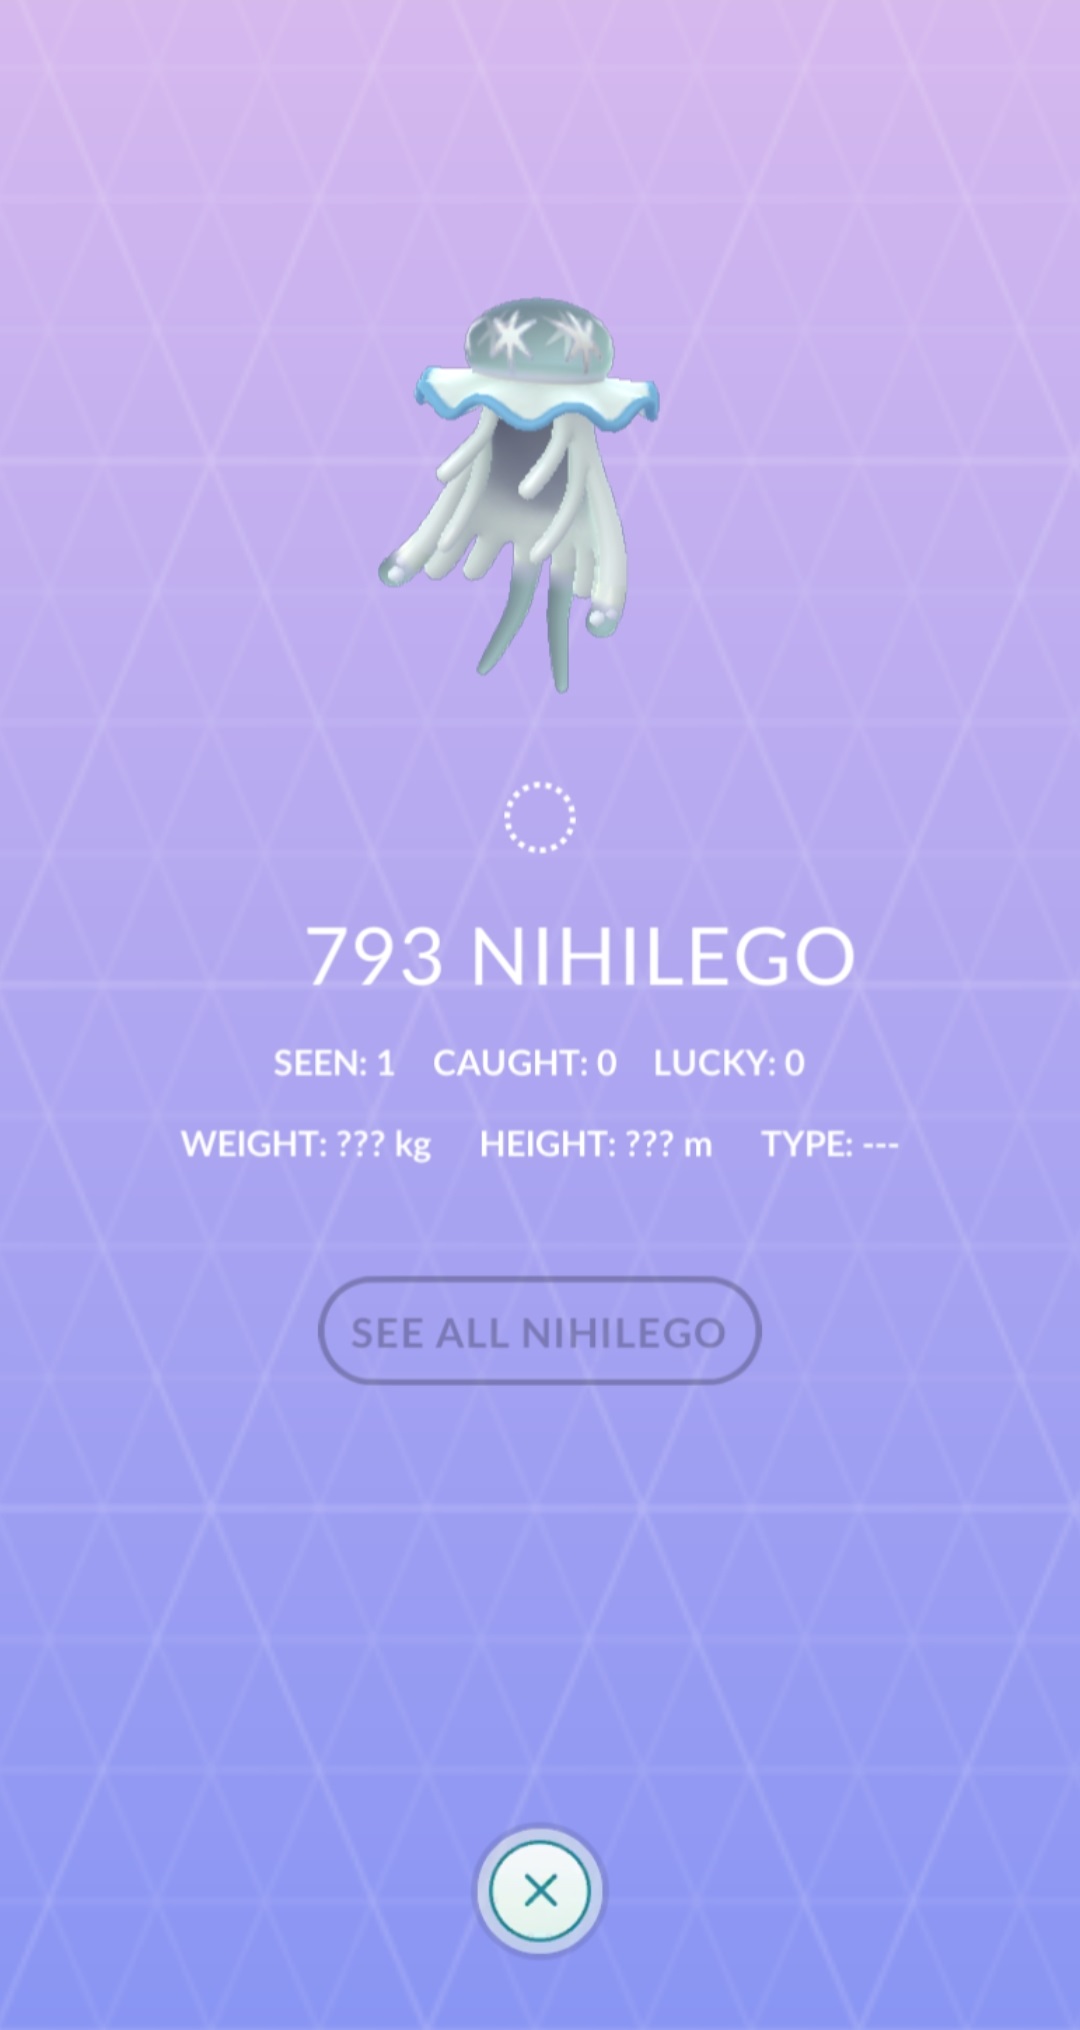 793 NIHILEGO
SEEN: 1 CAUGHT: 0 LUCKY: 0
WEIGHT: ??? kg HEIGHT: ??? m TYPE: ---
SEE ALL NIHILEGO